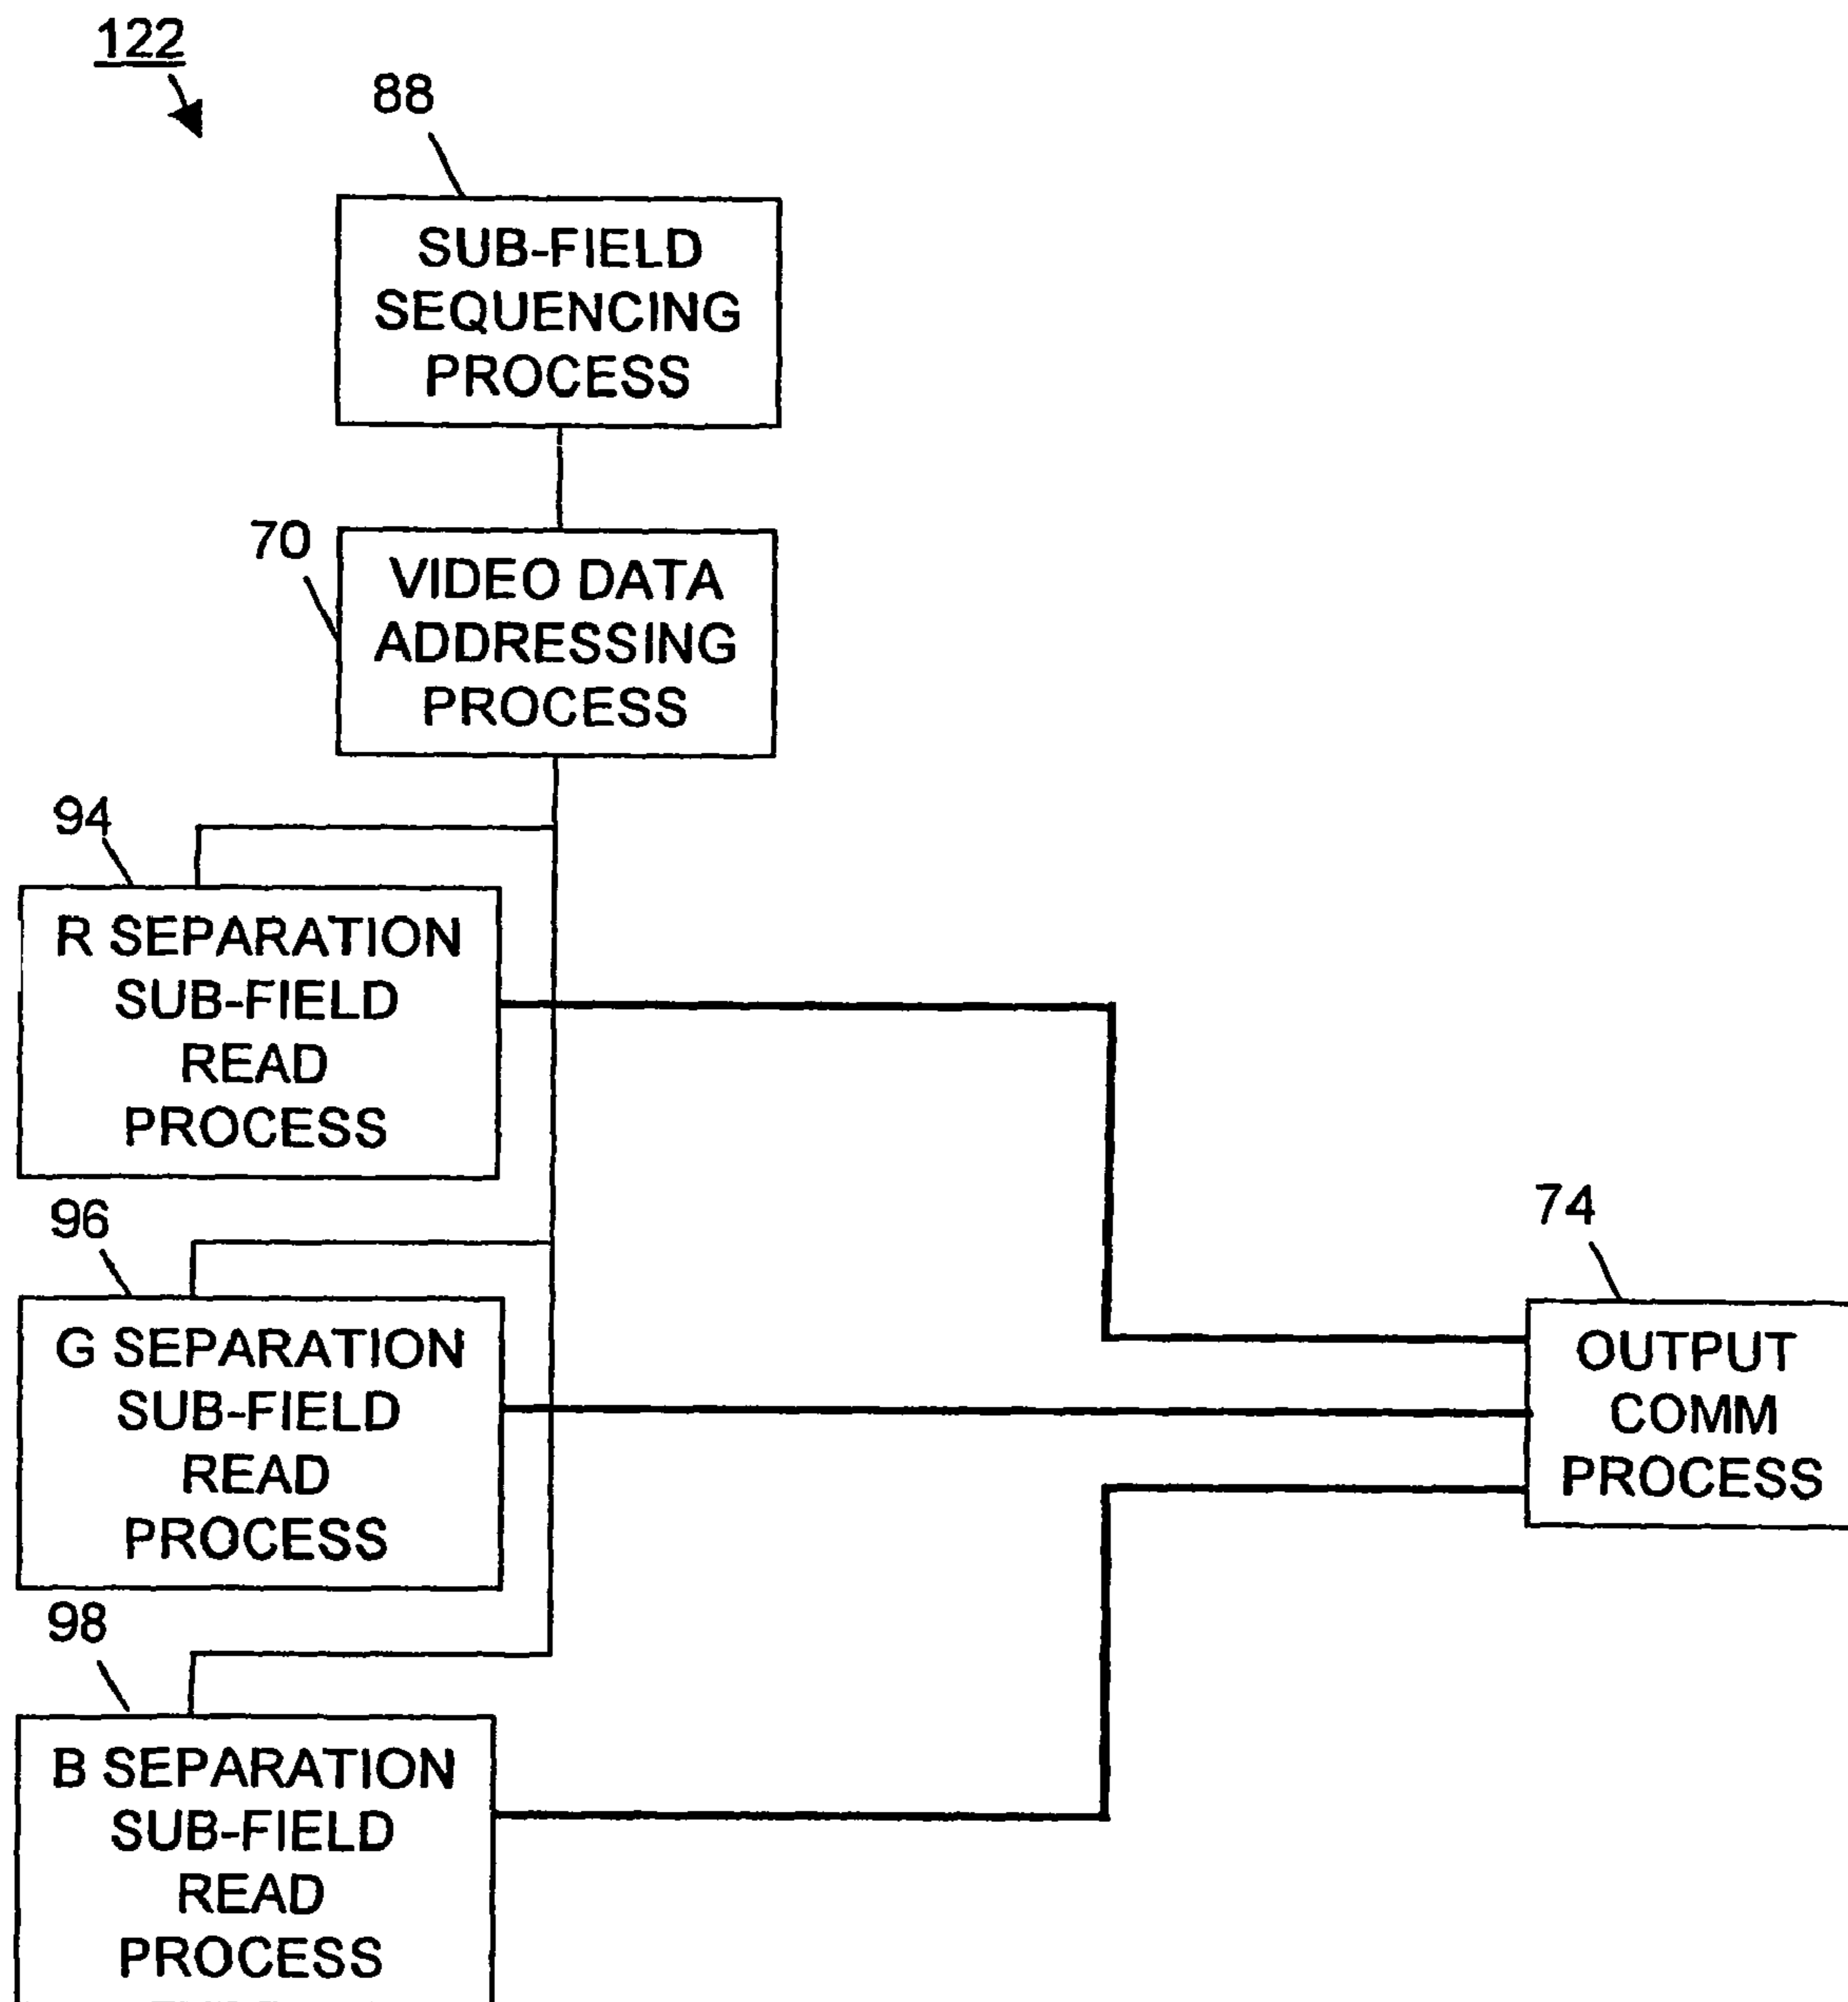 122
88
SUB-FIELD
SEQUENCING
PROCESS
70
VIDEO DATA
ADDRESSING
PROCESS
94
R SEPARATION
SUB-FIELD
READ
PROCESS
96
G SEPARATION
SUB-FIELD
READ
PROCESS
74
OUTPUT
COMM
PROCESS
98
B SEPARATION
SUB-FIELD
READ
PROCESS